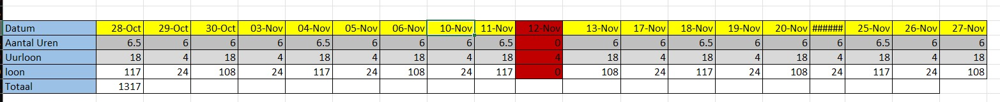 Datum 28-Oct 29-Oct 30-Oct 03-Nov 04-Nov 05-Nov 06-Nov 10-Nov 11-Nov 12-Nov 13-Nov 17-Nov 18-Nov 19-Nov 20-Nov ###### 25-Nov 26-Nov 27-Nov
Aantal Uren 6.5 6 6 6 6.5 6 6 6 6.5 0 6 6 6.5 6 6 6 6.5 6 6
Uurloon 18 4 18 4 18 4 18 4 18 4 18 4 18 4 18 4 18 4 18
loon 117 24 108 24 117 24 108 24 117 0 108 24 117 24 108 24 117 24 108
Totaal 1317